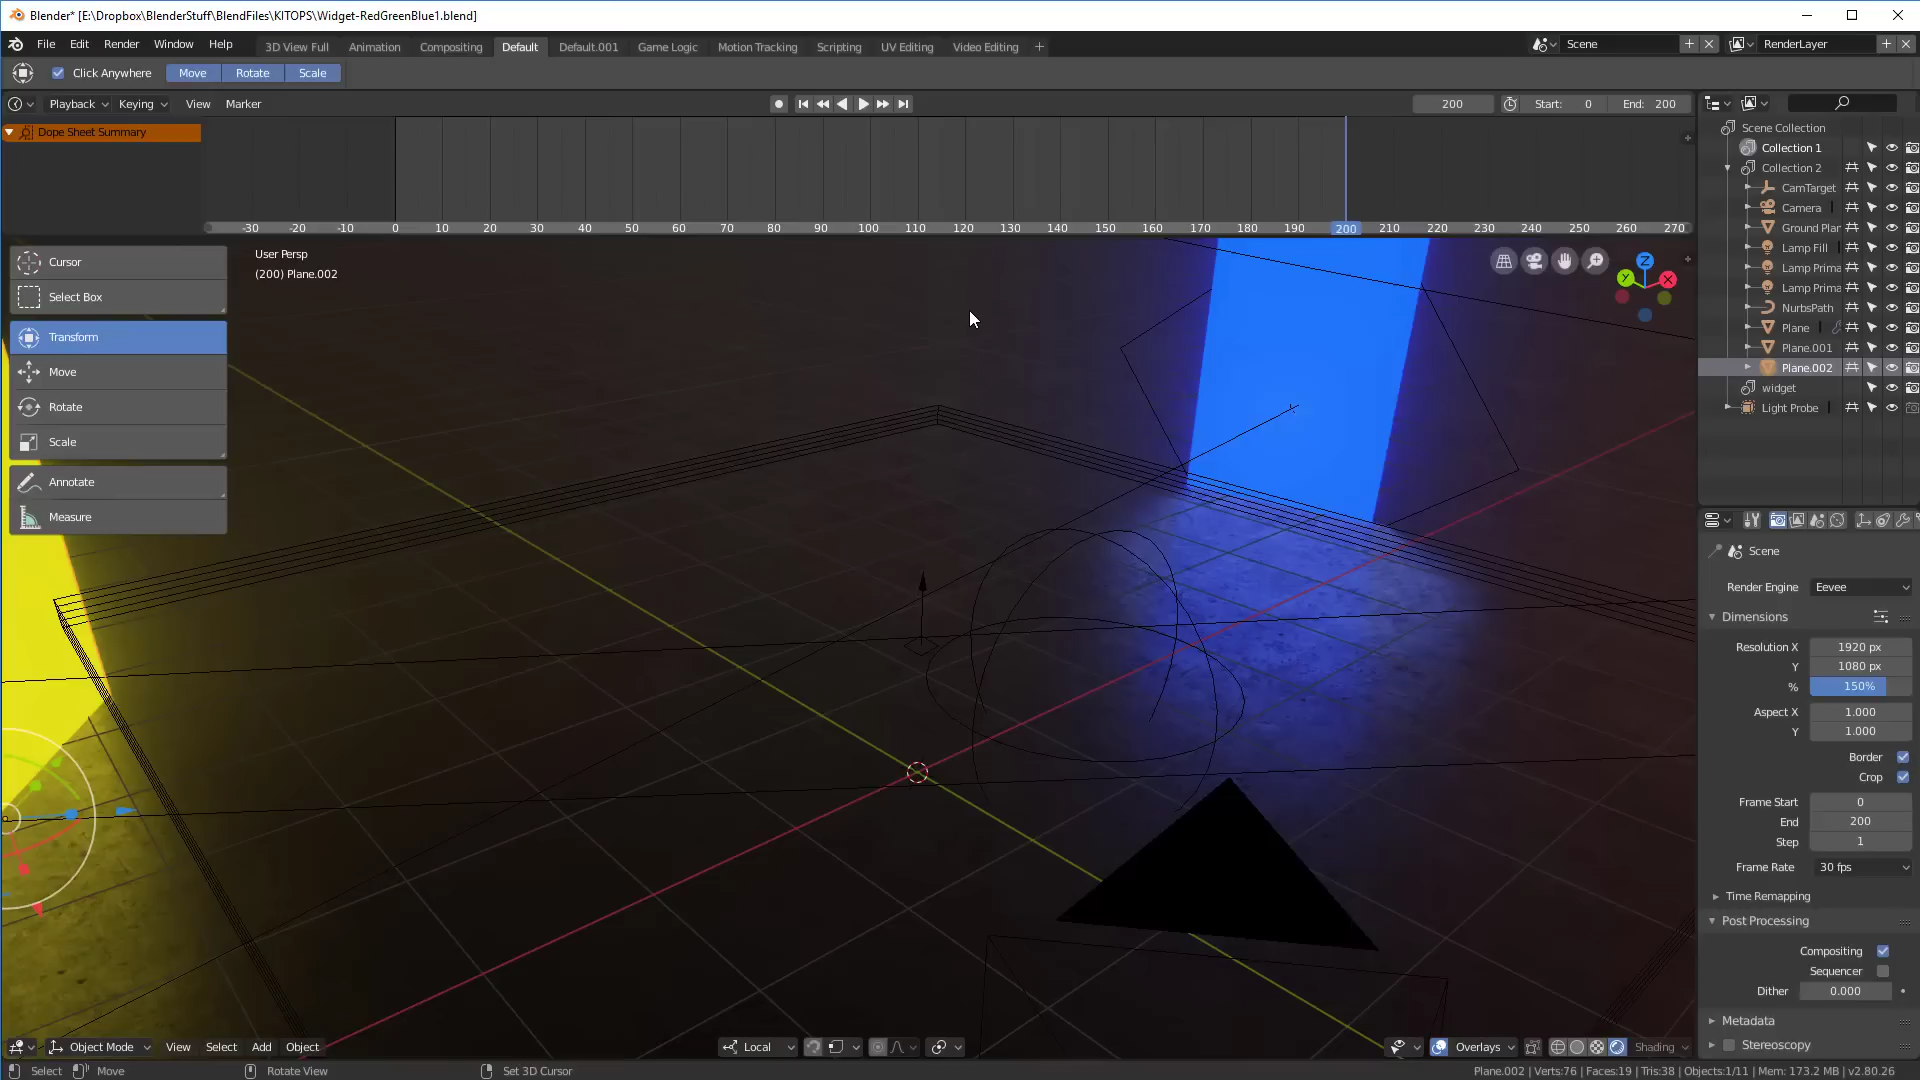 Blender* [E:\Dropbox\BlenderStuff\BlendFiles\KITOPS\Widget-RedGreenBlue1.blend]
File Edit Render Window Help 3D View Full Animation Compositing Default Default.001 Game Logic Motion Tracking Scripting UV Editing Video Editing + Scene RenderLayer
Click Anywhere Move Rotate Scale
Playback Keying View Marker 200 Start: 0 End: 200
Dope Sheet Summary
-30 -20 -10 0 10 20 30 40 50 60 70 80 90 100 110 120 130 140 150 160 170 180 190 200 210 220 230 240 250 260 270
User Persp
(200) Plane.002
Cursor
Select Box
Transform
Move
Rotate
Scale
Annotate
Measure
Z
Y
X
Scene Collection
Collection 1
Collection 2
CamTarget
Camera
Ground Plar
Lamp Fill
Lamp Prima
Lamp Prima
NurbsPath
Plane
Plane.001
Plane.002
widget
Light Probe
Scene
Render Engine Eevee
Dimensions
Resolution X 1920 px
Y 1080 px
% 150%
Aspect X 1.000
Y 1.000
Border
Crop
Frame Start 0
End 200
Step 1
Frame Rate 30 fps
Time Remapping
Post Processing
Compositing
Sequencer
Dither 0.000
Metadata
Stereoscopy
Object Mode View Select Add Object Local Overlays Shading
Select Move Rotate View Set 3D Cursor Plane.002 | Verts:76 | Faces:19 | Tris:38 | Objects:1/11 | Mem: 173.2 MB | v2.80.26